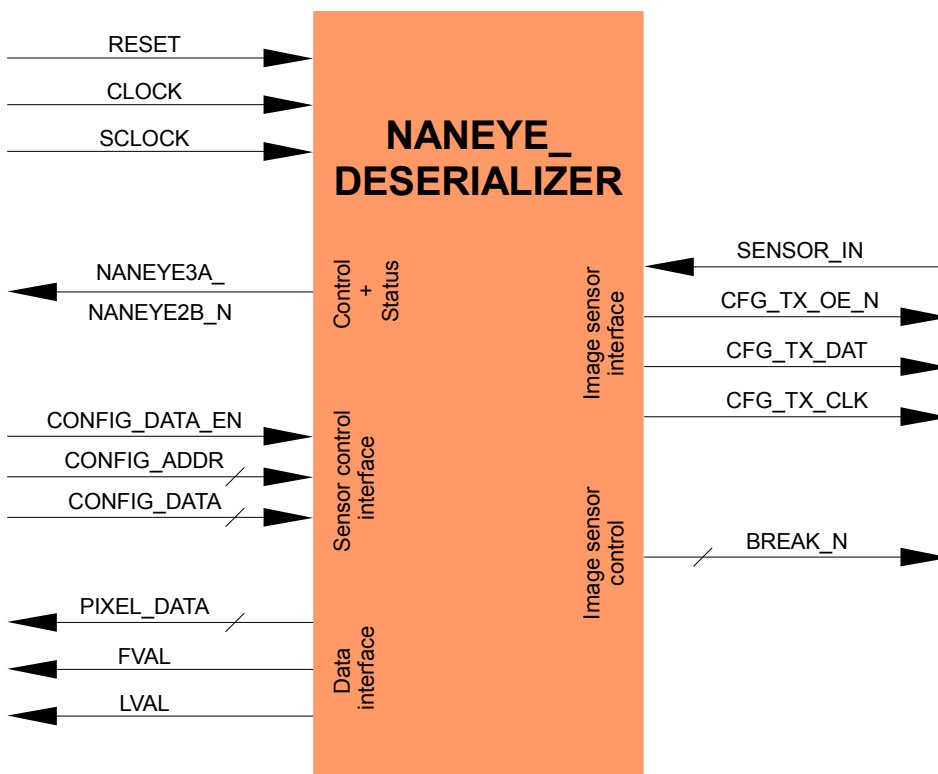 RESET
CLOCK
SCLOCK
NANEYE_
DESERIALIZER
NANEYE3A_
NANEYE2B_N
Control
+
Status
CONFIG_DATA_EN
CONFIG_ADDR
CONFIG_DATA
Sensor control
interface
PIXEL_DATA
FVAL
LVAL
Data
interface
SENSOR_IN
CFG_TX_OE_N
CFG_TX_DAT
CFG_TX_CLK
Image sensor
interface
BREAK_N
Image sensor
control